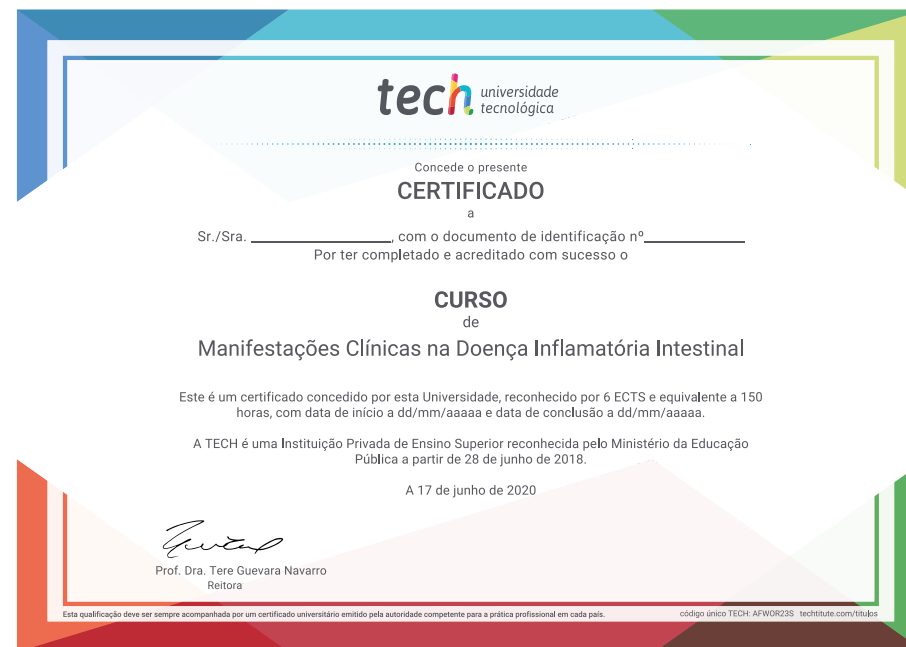 tech universidade
tecnológica
Concede o presente
CERTIFICADO
a
Sr./Sra. ____________________, com o documento de identificação nº______________
Por ter completado e acreditado com sucesso o
CURSO
de
Manifestações Clínicas na Doença Inflamatória Intestinal
Este é um certificado concedido por esta Universidade, reconhecido por 6 ECTS e equivalente a 150
horas, com data de início a dd/mm/aaaaa e data de conclusão a dd/mm/aaaaa.
A TECH é uma Instituição Privada de Ensino Superior reconhecida pelo Ministério da Educação
Pública a partir de 28 de junho de 2018.
A 17 de junho de 2020
Prof. Dra. Tere Guevara Navarro
Reitora
Esta qualificação deve ser sempre acompanhada por um certificado universitário emitido pela autoridade competente para a prática profissional em cada país.
código único TECH: AFWOR23S techtitute.com/titulos